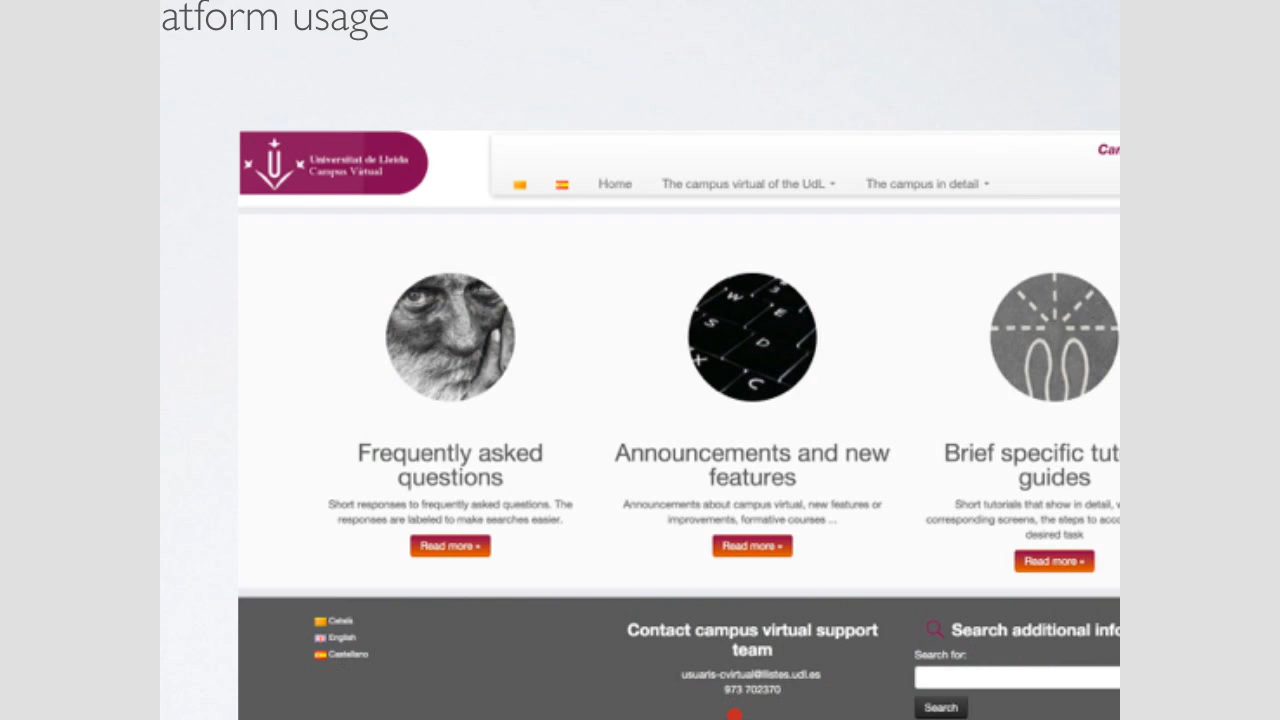 atform usage
Universitat de Lleida
Campus Virtual
Car
Home
The campus virtual of the UdL
The campus in detail
W
3
E
S
D
X
C
Frequently asked
questions
Short responses to frequently asked questions. The
responses are labeled to make searches easier.
Read more »
Announcements and new
features
Announcements about campus virtual, new features or
improvements, formative courses ...
Read more »
Brief specific tut
guides
Short tutorials that show in detail, w
corresponding screens, the steps to acco
desired task
Read more »
Català
English
Castellano
Contact campus virtual support
team
usuaris-cvirtual@llistes.udl.es
973 702370
Search additional info
Search for:
Search